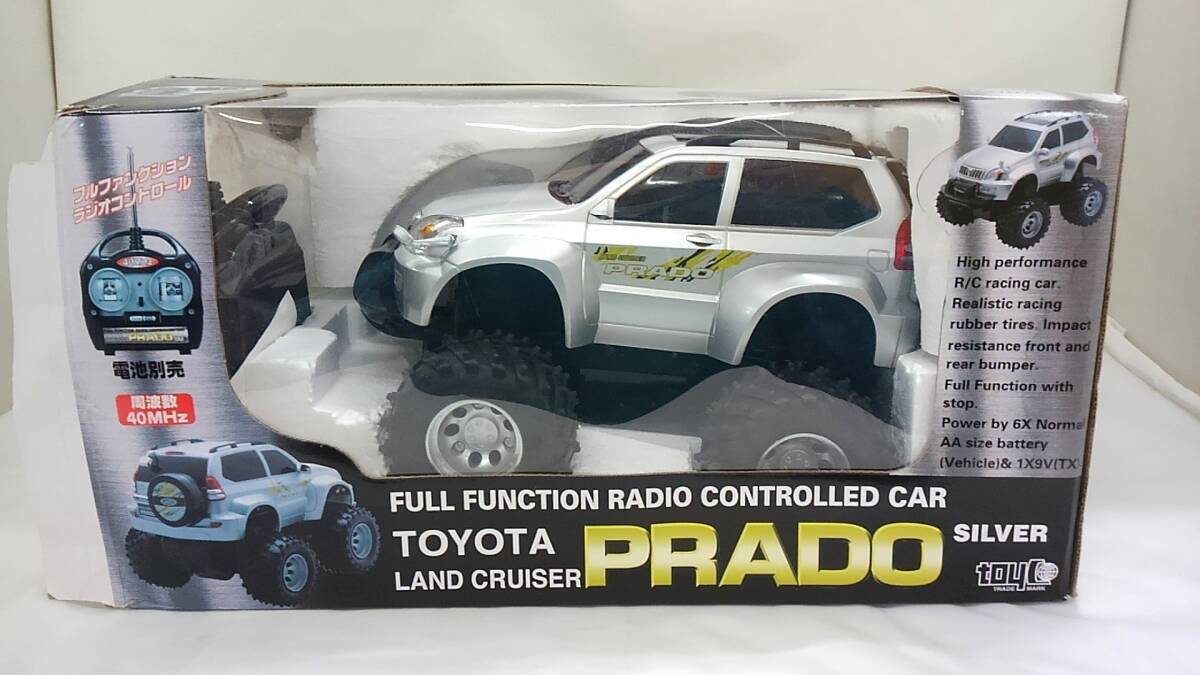 フルファンクション
ラジオコントロール
PRADO
電池別売
周波数
40MHz
LAND CRUISER
PRADO
High performance
R/C racing car.
Realistic racing
rubber tires. Impact
resistance front and
rear bumper.
Full Function with
stop.
Power by 6X Normal
AA size battery
(Vehicle)& 1X9V(TX)
FULL FUNCTION RADIO CONTROLLED CAR
TOYOTA
LAND CRUISER
PRADO
SILVER
toyco
TRADE MARK